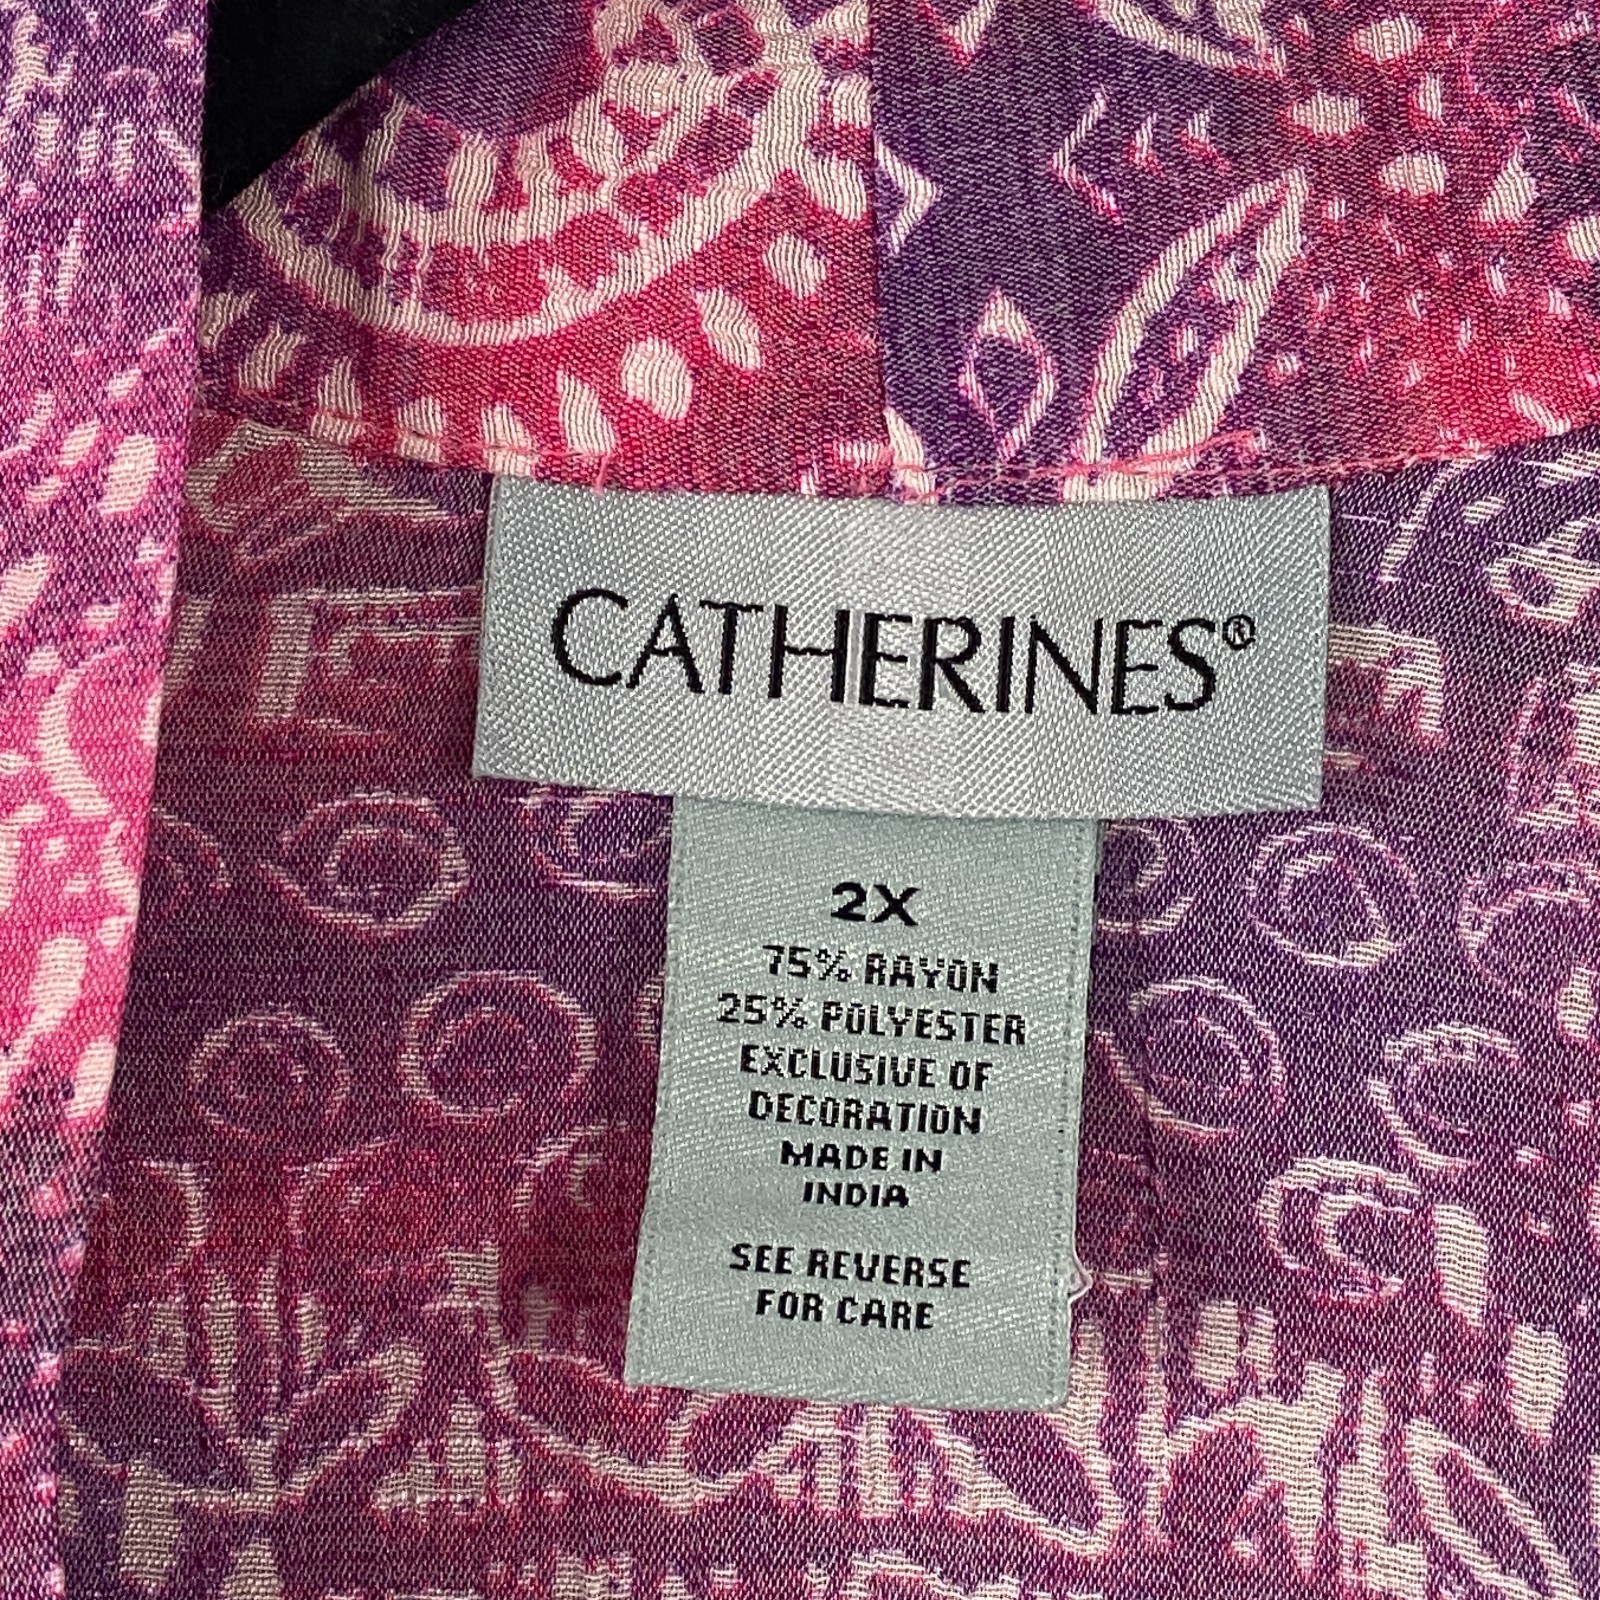 CATHERINES®
2X
75% RAYON
25% POLYESTER
EXCLUSIVE OF
DECORATION
MADE IN
INDIA
SEE REVERSE
FOR CARE